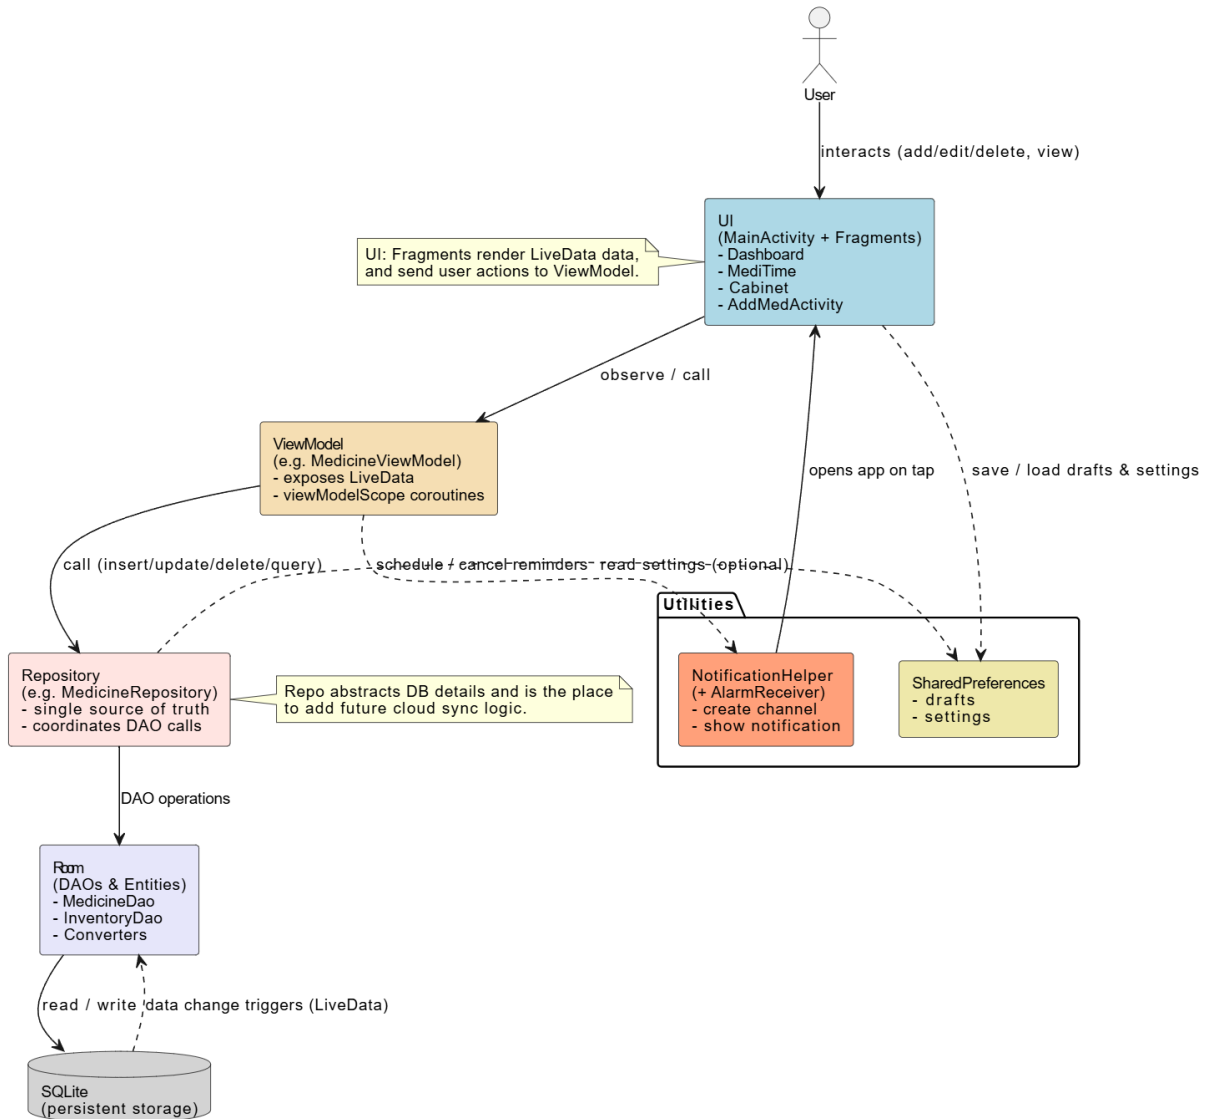 User
interacts (add/edit/delete, view)
UI
(MainActivity + Fragments)
- Dashboard
- MediTime
- Cabinet
- AddMedActivity
UI: Fragments render LiveData data,
and send user actions to ViewModel.
observe / call
ViewModel
(e.g. MedicineViewModel)
- exposes LiveData
- viewModelScope coroutines
opens app on tap
save / load drafts & settings
call (insert/update/delete/query)
schedule / cancel reminders
read settings (optional)
Utilities
Repository
(e.g. MedicineRepository)
- single source of truth
- coordinates DAO calls
Repo abstracts DB details and is the place
to add future cloud sync logic.
NotificationHelper
(+ AlarmReceiver)
- create channel
- show notification
SharedPreferences
- drafts
- settings
DAO operations
Room
(DAOs & Entities)
- MedicineDao
- InventoryDao
- Converters
read / write
data change triggers (LiveData)
SQLite
(persistent storage)